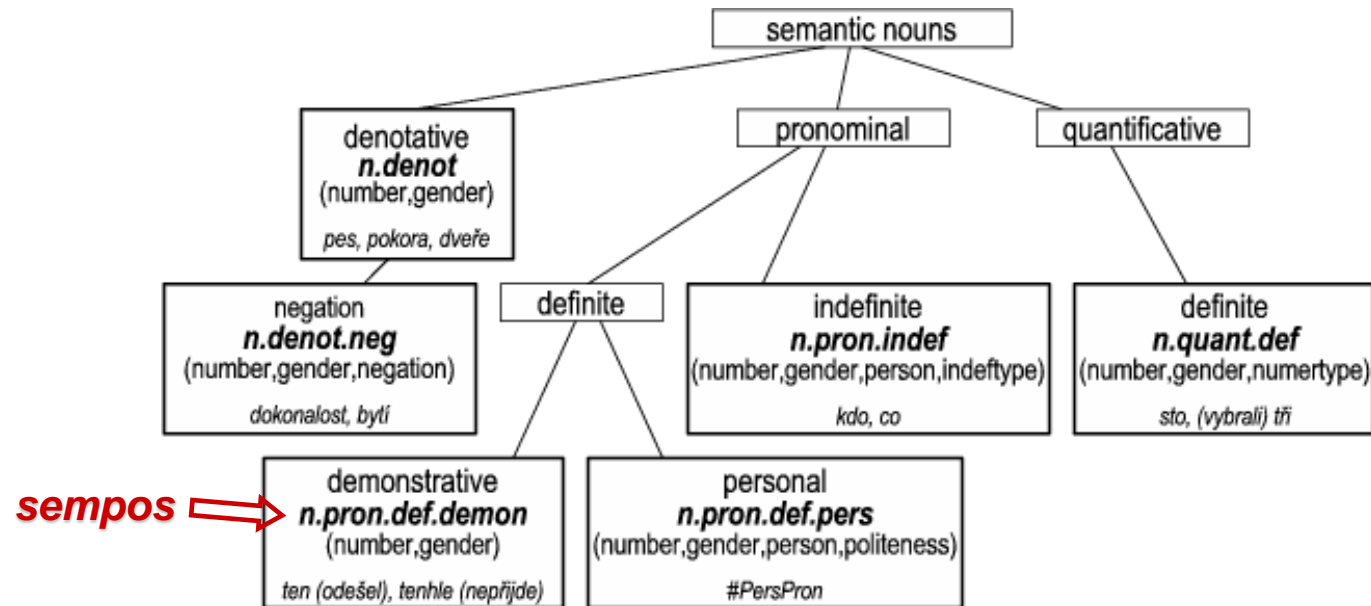 semantic nouns
denotative
n.denot
(number,gender)
pes, pokora, dveře
pronominal
quantificative
negation
n.denot.neg
(number,gender,negation)
dokonalost, bytí
definite
indefinite
n.pron.indef
(number,gender,person,indeftype)
kdo, co
definite
n.quant.def
(number,gender,numertype)
sto, (vybrali) tři
sempos
demonstrative
n.pron.def.demon
(number,gender)
ten (odešel), tenhle (nepřijde)
personal
n.pron.def.pers
(number,gender,person,politeness)
#PersPron